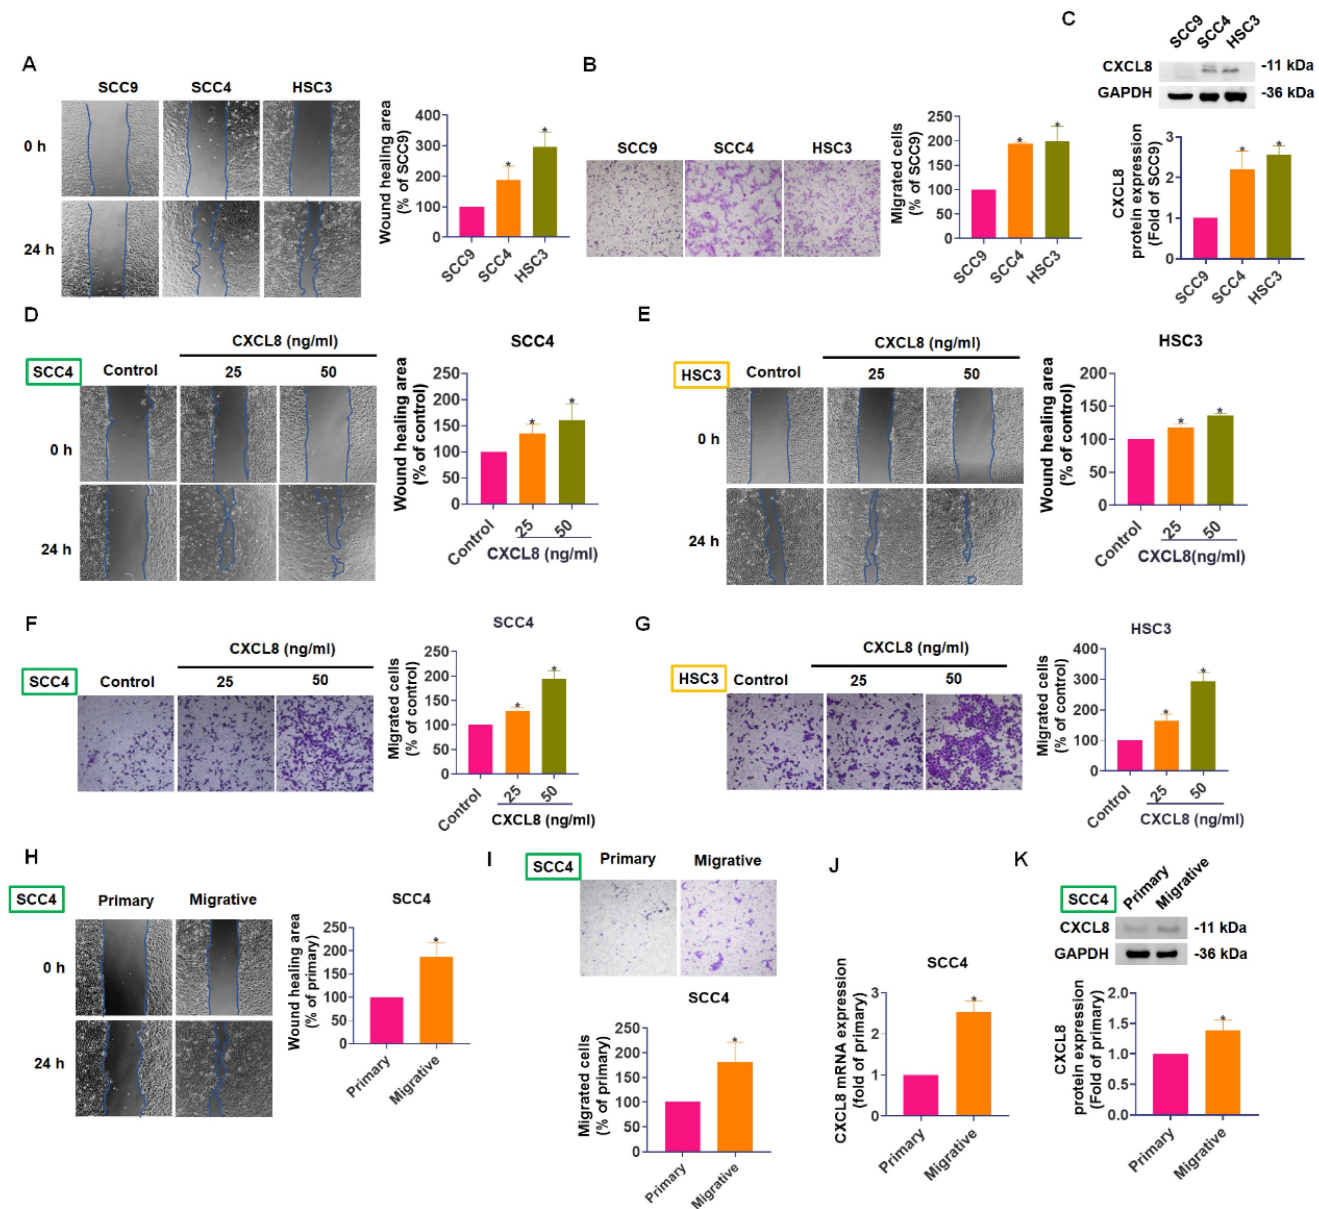 A
SCC9 SCC4 HSC3
0 h
24 h
Wound healing area
(% of SCC9)
400
300
200
100
0
* *
SCC9 SCC4 HSC3
B
SCC9 SCC4 HSC3
Migrated cells
(% of SCC9)
250
200
150
100
50
0
* *
SCC9 SCC4 HSC3
C
SCC9 SCC4 HSC3
CXCL8 -11 kDa
GAPDH -36 kDa
CXCL8
protein expression
(Fold of SCC9)
3
2
1
0
* *
SCC9 SCC4 HSC3
D
CXCL8 (ng/ml)
SCC4 Control 25 50
0 h
24 h
SCC4
Wound healing area
(% of control)
250
200
150
100
50
0
* *
Control 25 50
CXCL8 (ng/ml)
E
CXCL8 (ng/ml)
HSC3 Control 25 50
0 h
24 h
HSC3
Wound healing area
(% of control)
200
150
100
50
0
* *
Control 25 50
CXCL8(ng/ml)
F
CXCL8 (ng/ml)
SCC4 Control 25 50
SCC4
Migrated cells
(% of control)
250
200
150
100
50
0
* *
Control 25 50
CXCL8 (ng/ml)
G
CXCL8 (ng/ml)
HSC3 Control 25 50
HSC3
Migrated cells
(% of control)
400
300
200
100
0
* *
Control 25 50
CXCL8 (ng/ml)
H
SCC4 Primary Migrative
0 h
24 h
SCC4
Wound healing area
(% of primary)
250
200
150
100
50
0
*
Primary Migrative
I
SCC4 Primary Migrative
SCC4
Migrated cells
(% of primary)
250
200
150
100
50
0
*
Primary Migrative
J
SCC4
CXCL8 mRNA expression
(fold of primary)
3
2
1
0
*
Primary Migrative
K
SCC4 Primary Migrative
CXCL8 -11 kDa
GAPDH -36 kDa
CXCL8
protein expression
(Fold of primary)
2.0
1.5
1.0
0.5
0.0
*
Primary Migrative